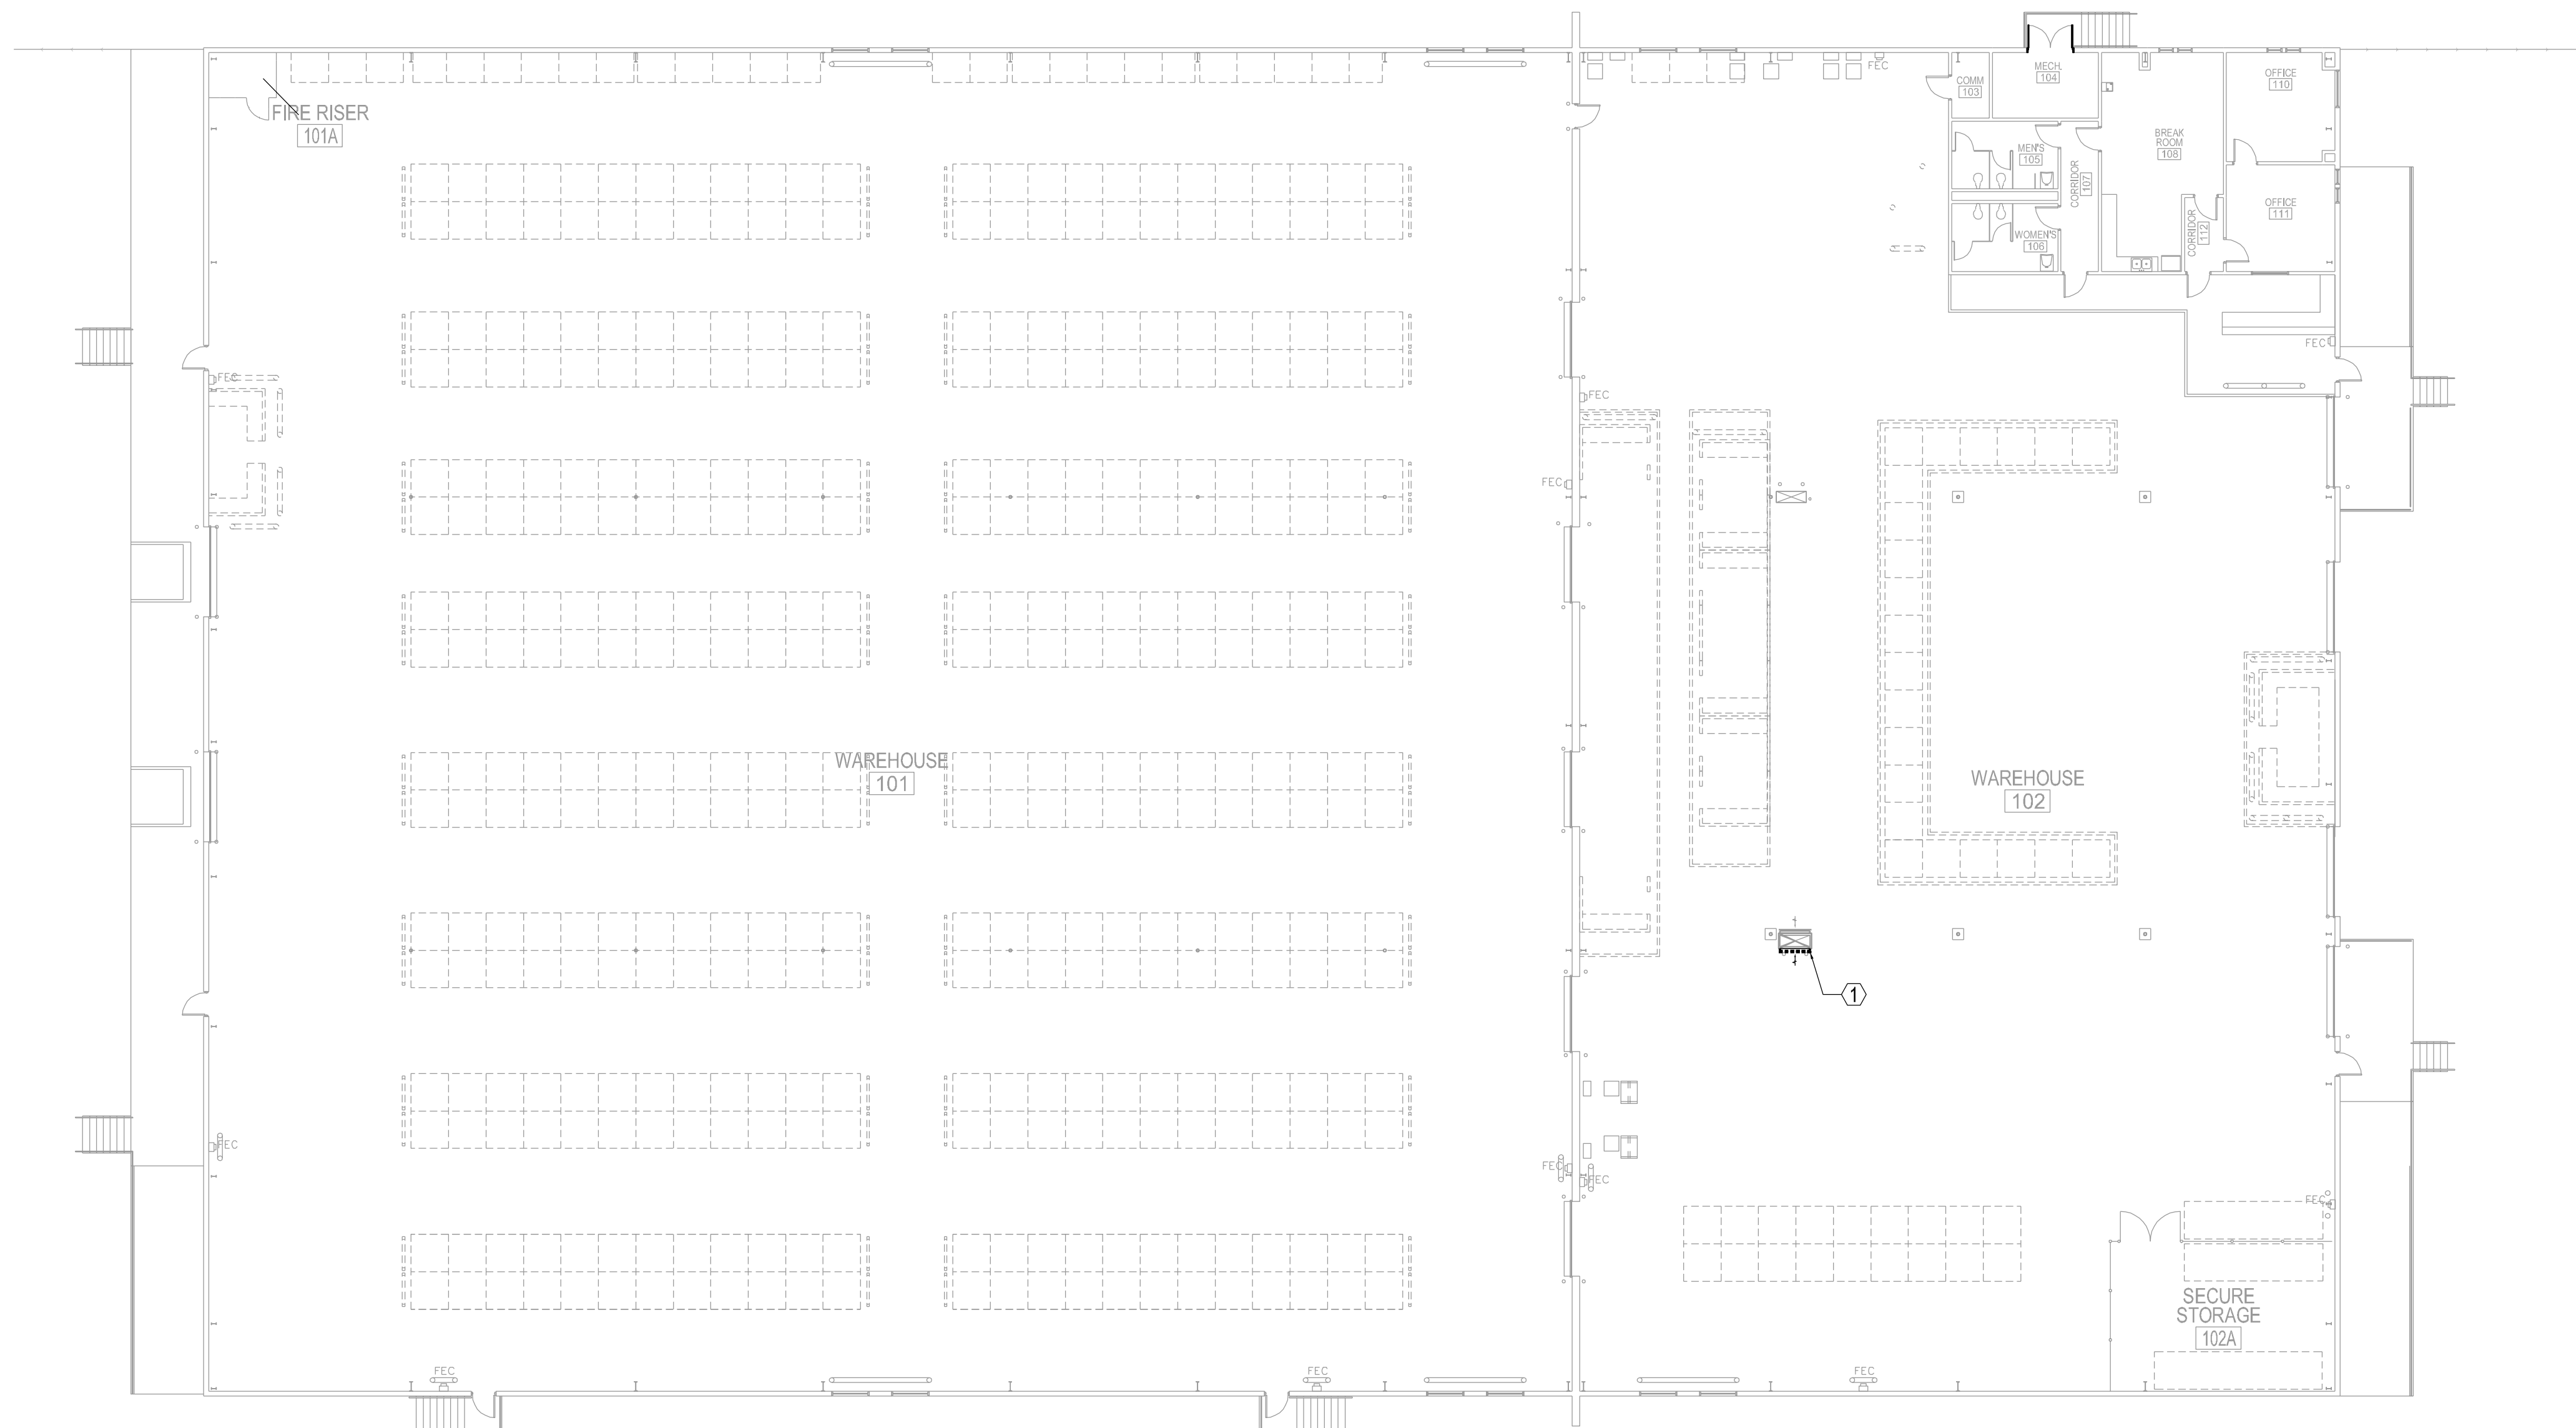 FEC
COMM
103
MECH.
104
OFFICE
110
FIRE RISER
101A
BREAK
ROOM
108
MEN'S
105
CORRIDOR
107
OFFICE
111
WOMEN'S
106
CORRIDOR
112
FEC
FEC
FEC
FEC
WAREHOUSE
101
WAREHOUSE
102
1
FEC
FEC
FEC
FEC
SECURE
STORAGE
102A
FEC
FEC
FEC